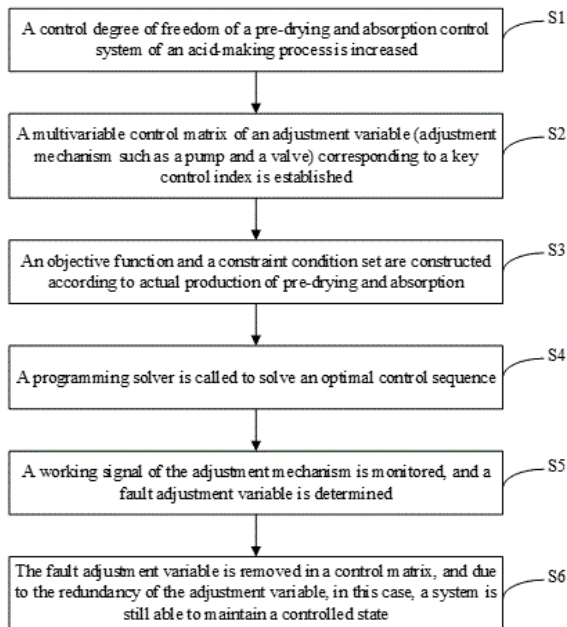 A control degree of freedom of a pre-drying and absorption control
system of an acid-making process is increased
S1
A multivariable control matrix of an adjustment variable (adjustment
mechanism such as a pump and a valve) corresponding to a key
control index is established
S2
An objective function and a constraint condition set are constructed
according to actual production of pre-drying and absorption
S3
A programming solver is called to solve an optimal control sequence
S4
A working signal of the adjustment mechanism is monitored, and a
fault adjustment variable is determined
S5
The fault adjustment variable is removed in a control matrix, and due
to the redundancy of the adjustment variable, in this case, a system is
still able to maintain a controlled state
S6